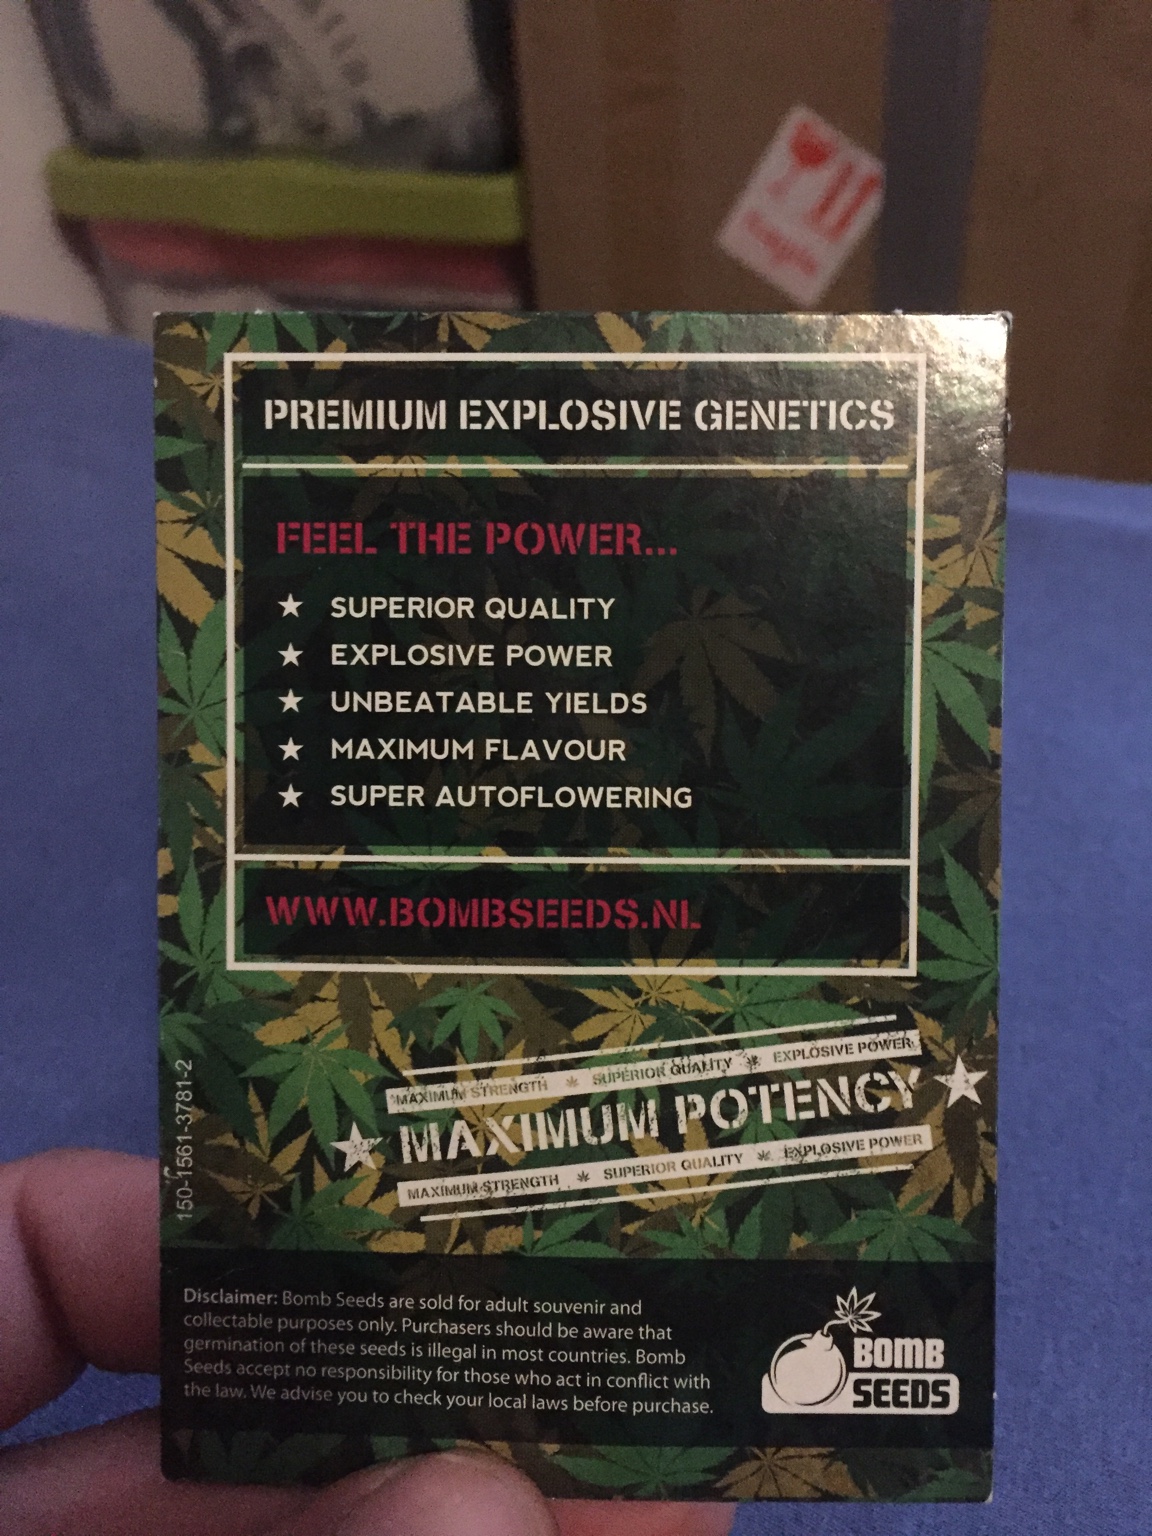 Fragile
PREMIUM EXPLOSIVE GENETICS
FEEL THE POWER...
★ SUPERIOR QUALITY
★ EXPLOSIVE POWER
★ UNBEATABLE YIELDS
★ MAXIMUM FLAVOUR
★ SUPER AUTOFLOWERING
WWW.BOMBSEEDS.NL
MAXIMUM STRENGTH SUPERIOR QUALITY EXPLOSIVE POWER
★ MAXIMUM POTENCY ★
MAXIMUM STRENGTH SUPERIOR QUALITY EXPLOSIVE POWER
150-1561-3781-2
Disclaimer: Bomb Seeds are sold for adult souvenir and
collectable purposes only. Purchasers should be aware that
germination of these seeds is illegal in most countries. Bomb
Seeds accept no responsibility for those who act in conflict with
the law. We advise you to check your local laws before purchase.
BOMB
SEEDS